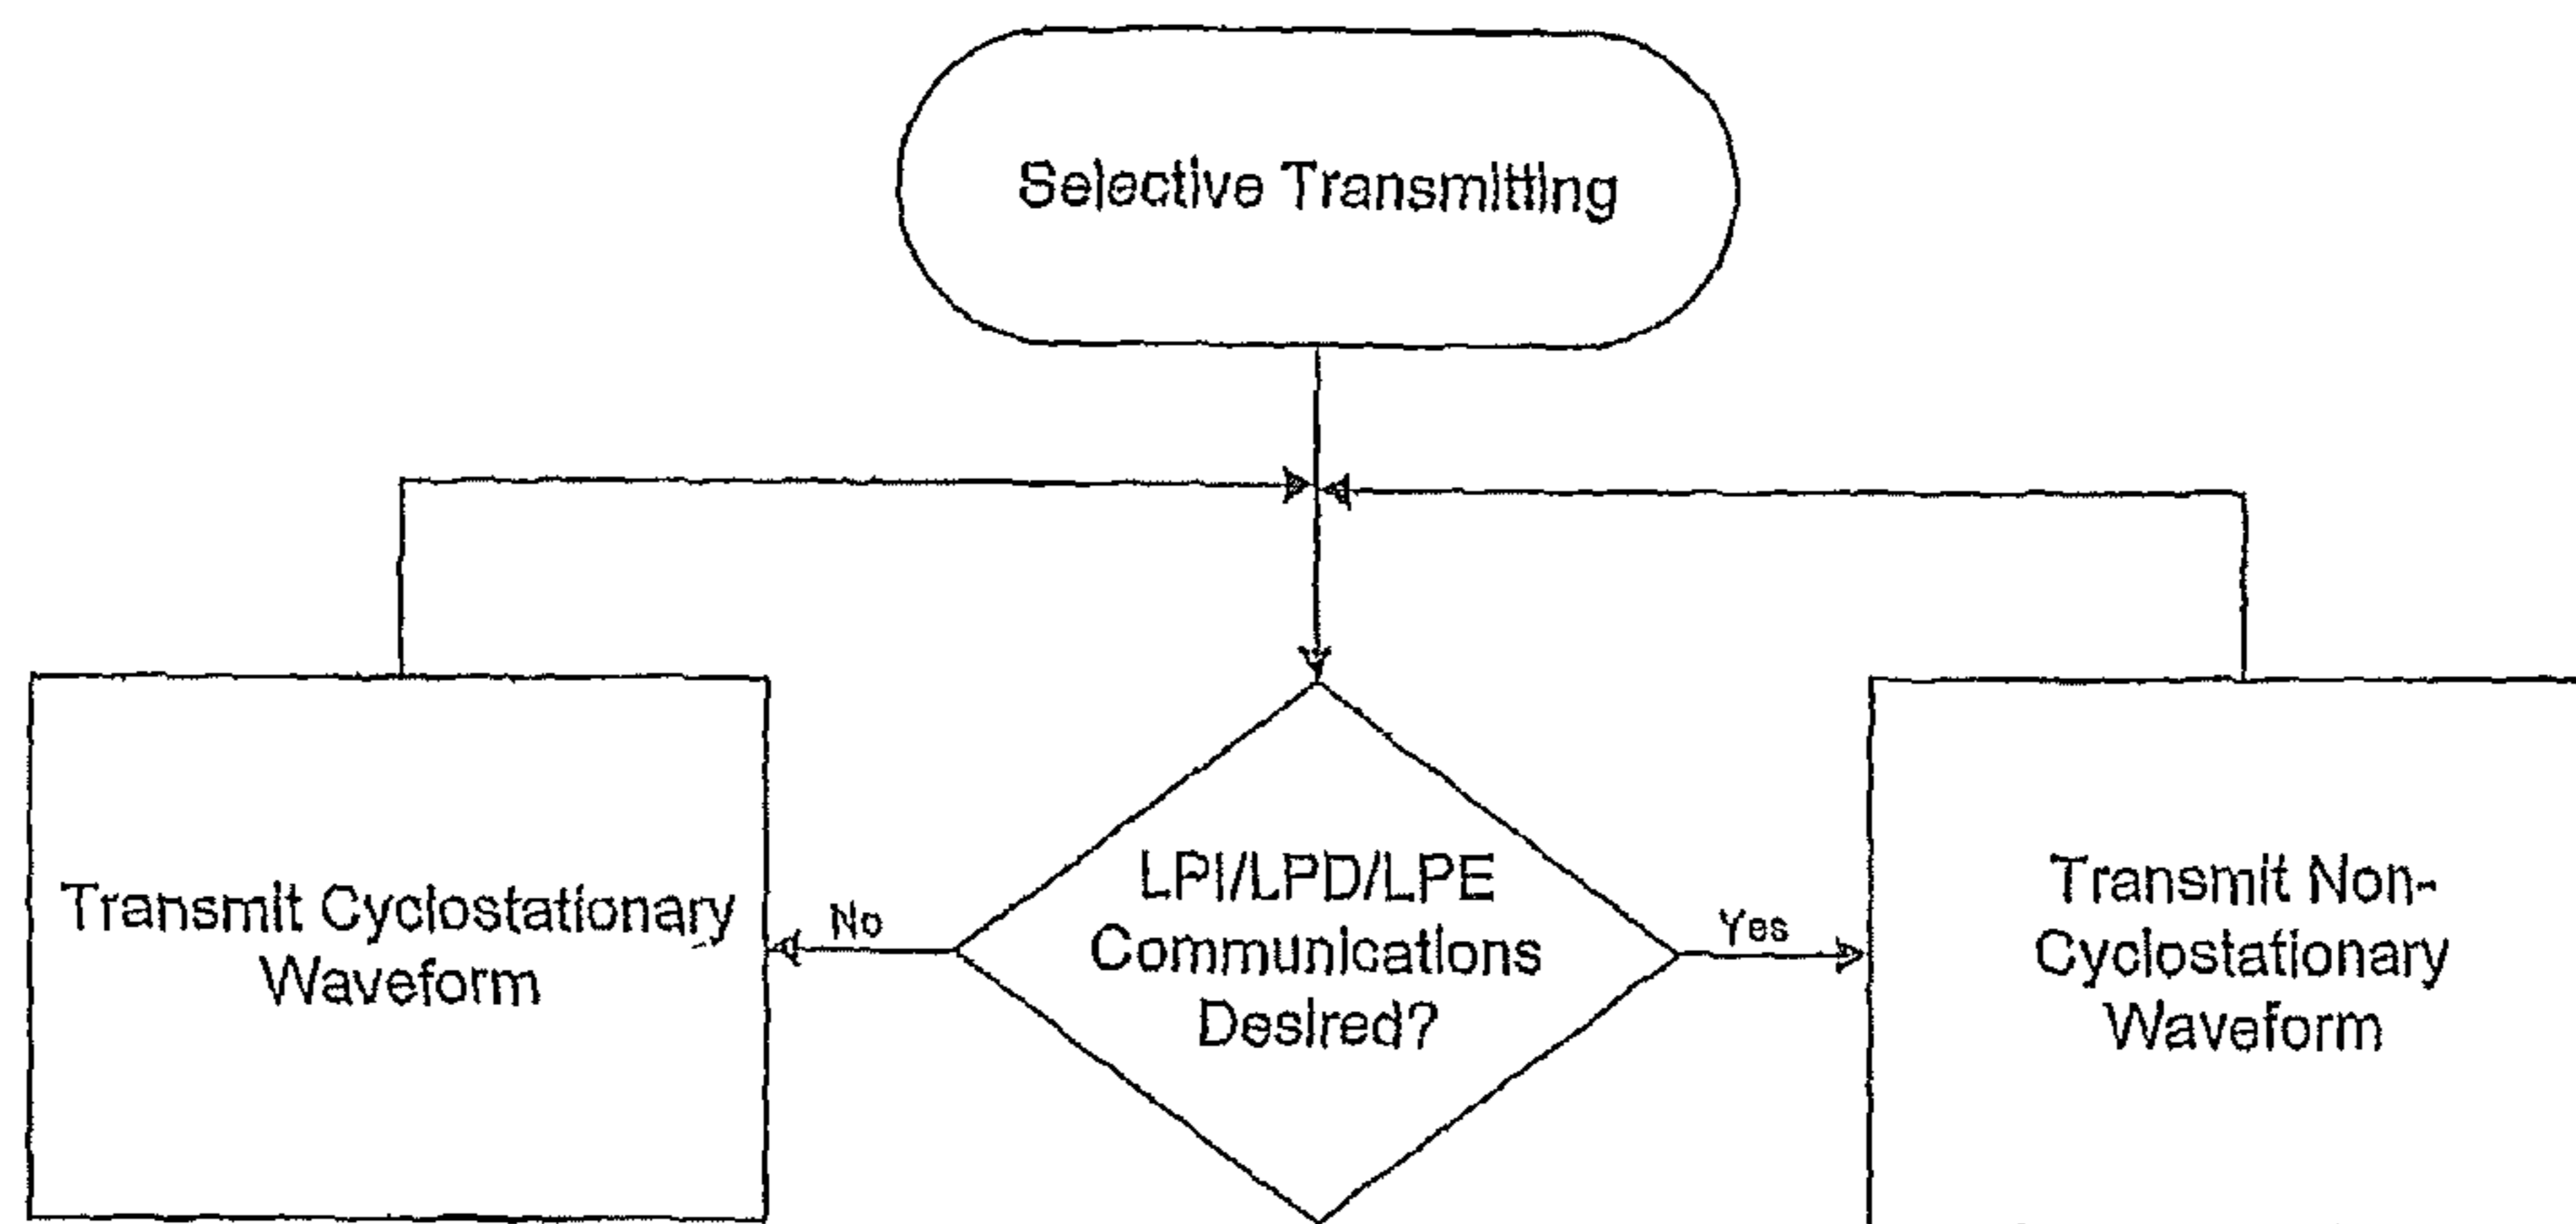 Selective Transmitting
Transmit Cyclostationary
Waveform
No
LPI/LPD/LPE
Communications
Desired?
Yes
Transmit Non-
Cyclostationary
Waveform